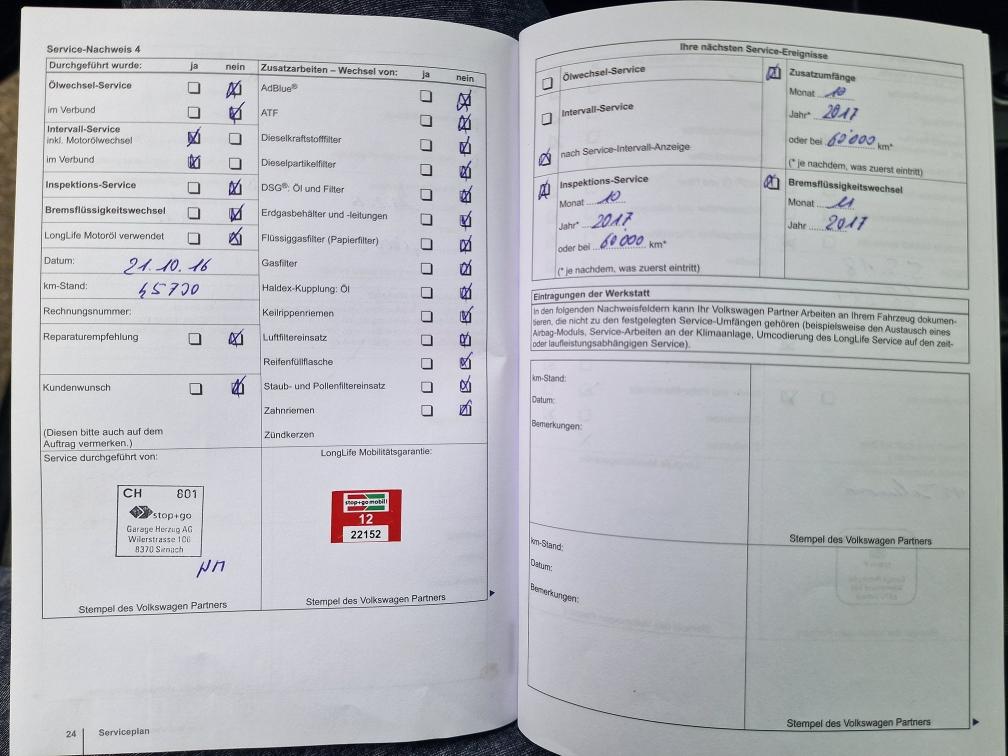 Service-Nachweis 4
Durchgeführt wurde: ja nein
Ölwechsel-Service
im Verbund
Intervall-Service
inkl. Motorölwechsel
im Verbund
Inspektions-Service
Bremsflüssigkeitswechsel
LongLife Motoröl verwendet
Datum: 21.10.16
km-Stand: 45700
Rechnungsnummer:
Reparaturempfehlung
Kundenwunsch
(Diesen bitte auch auf dem
Auftrag vermerken.)
Zusatzarbeiten – Wechsel von: ja nein
AdBlue®
ATF
Dieselkraftstofffilter
Dieselpartikelfilter
DSG®: Öl und Filter
Erdgasbehälter und -leitungen
Flüssiggasfilter (Papierfilter)
Gasfilter
Haldex-Kupplung: Öl
Keilrippenriemen
Luftfiltereinsatz
Reifenfüllflasche
Staub- und Pollenfiltereinsatz
Zahnriemen
Zündkerzen
Service durchgeführt von:
CH 801
stop+go
Garage Herzog AG
Wilerstrasse 106
8370 Sirnach
Stempel des Volkswagen Partners
LongLife Mobilitätsgarantie:
stop+go mobil!
12
22152
Stempel des Volkswagen Partners
24 Serviceplan
Ihre nächsten Service-Ereignisse
Ölwechsel-Service
Intervall-Service
nach Service-Intervall-Anzeige
Zusatzumfänge
Monat 10
Jahr* 2017
oder bei 60000 km*
(* je nachdem, was zuerst eintritt)
Inspektions-Service
Monat 10
Jahr* 2017
oder bei 60000 km*
(* je nachdem, was zuerst eintritt)
Bremsflüssigkeitswechsel
Monat 11
Jahr 2017
Eintragungen der Werkstatt
In den folgenden Nachweisfeldern kann Ihr Volkswagen Partner Arbeiten an Ihrem Fahrzeug dokumen-
tieren, die nicht zu den festgelegten Service-Umfängen gehören (beispielsweise den Austausch eines
Airbag-Moduls, Service-Arbeiten an der Klimaanlage, Umcodierung des LongLife Service auf den zeit-
oder laufleistungsabhängigen Service).
km-Stand:
Datum:
Bemerkungen:
Stempel des Volkswagen Partners
km-Stand:
Datum:
Bemerkungen:
Stempel des Volkswagen Partners